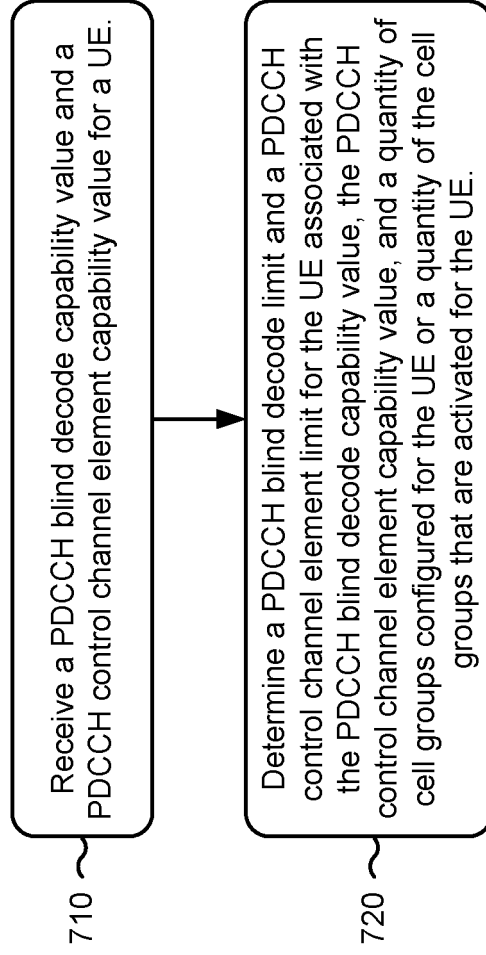 710
Receive a PDCCH blind decode capability value and a
PDCCH control channel element capability value for a UE.
720
Determine a PDCCH blind decode limit and a PDCCH
control channel element limit for the UE associated with
the PDCCH blind decode capability value, the PDCCH
control channel element capability value, and a quantity of
cell groups configured for the UE or a quantity of the cell
groups that are activated for the UE.